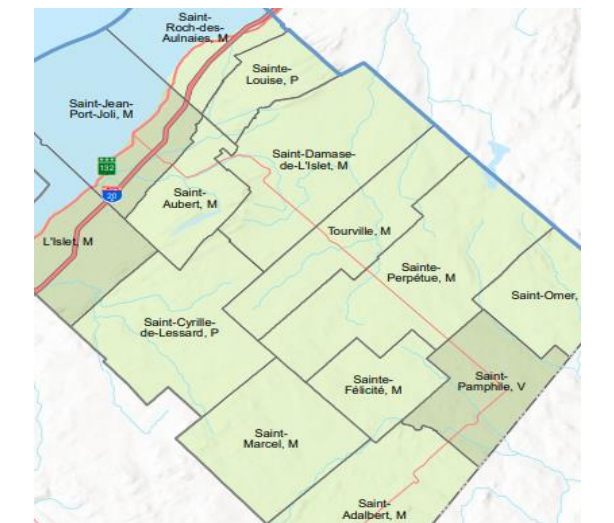 Saint-
Roch-des-
Aulnaies, M
Sainte-
Louise, P
Saint-Jean-
Port-Joli, M
132
20
Saint-Damase-
de-L'Islet, M
Saint-
Aubert, M
L'Islet, M
Tourville, M
Sainte-
Perpétue, M
Saint-Omer,
Saint-Cyrille-
de-Lessard, P
Sainte-
Félicité, M
Saint-
Pamphile, V
Saint-
Marcel, M
Saint-
Adalbert, M